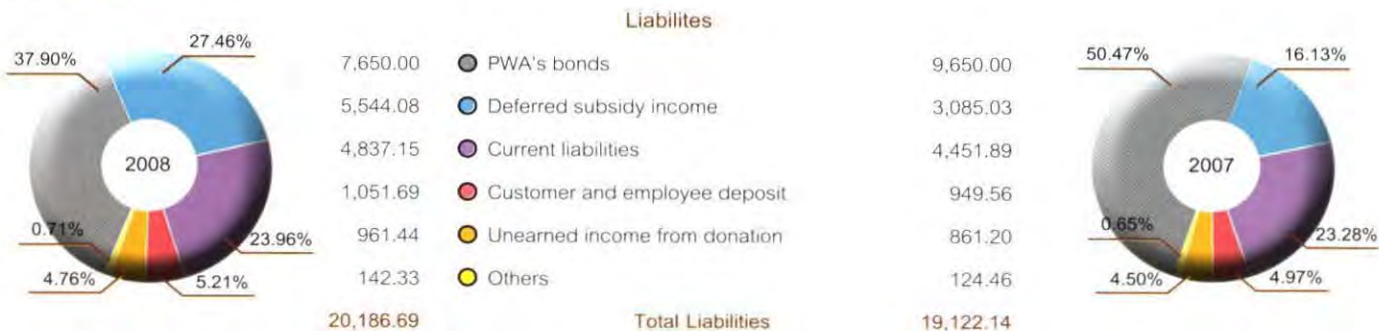 Liabilites
27.46%
37.90%
7,650.00 PWA's bonds 9,650.00
50.47%
16.13%
5,544.08 Deferred subsidy income 3,085.03
2008
4,837.15 Current liabilities 4,451.89
2007
1,051.69 Customer and employee deposit 949.56
0.71%
23.96%
961.44 Unearned income from donation 861.20
0.65%
23.28%
4.76%
5.21%
142.33 Others 124.46
4.50%
4.97%
20,186.69 Total Liabilities 19,122.14